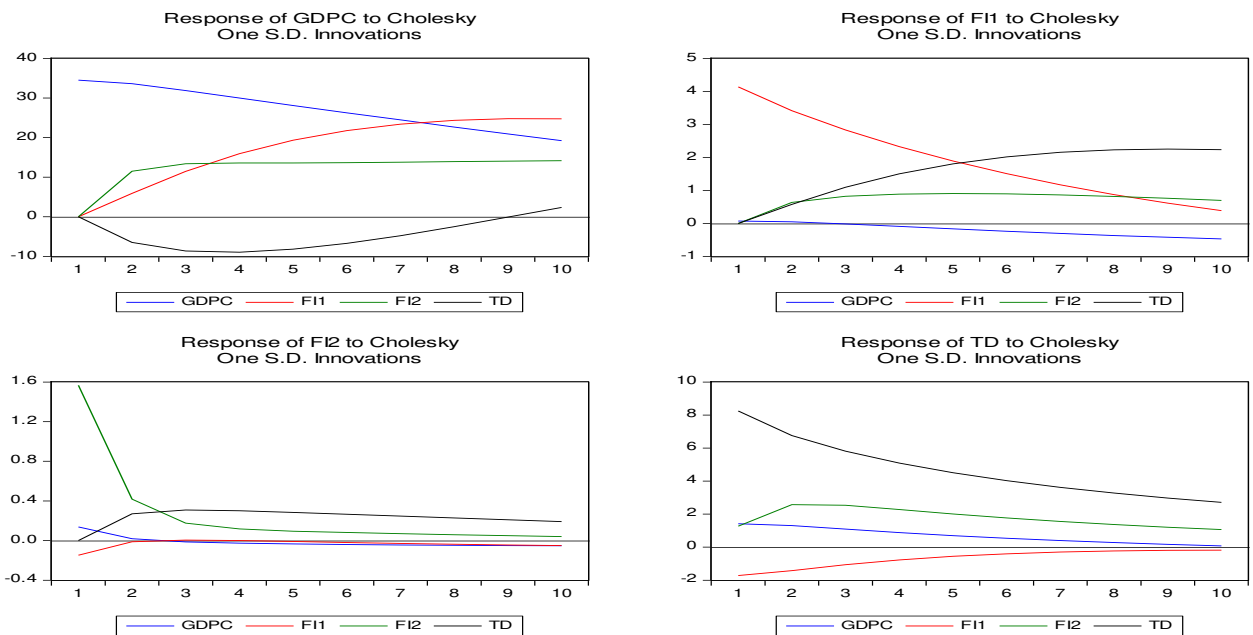 Response of GDPC to Cholesky
One S.D. Innovations
40
30
20
10
0
-10
1 2 3 4 5 6 7 8 9 10
GDPC FI1 FI2 TD
Response of FI1 to Cholesky
One S.D. Innovations
5
4
3
2
1
0
-1
1 2 3 4 5 6 7 8 9 10
GDPC FI1 FI2 TD
Response of FI2 to Cholesky
One S.D. Innovations
1.6
1.2
0.8
0.4
0.0
-0.4
1 2 3 4 5 6 7 8 9 10
GDPC FI1 FI2 TD
Response of TD to Cholesky
One S.D. Innovations
10
8
6
4
2
0
-2
1 2 3 4 5 6 7 8 9 10
GDPC FI1 FI2 TD